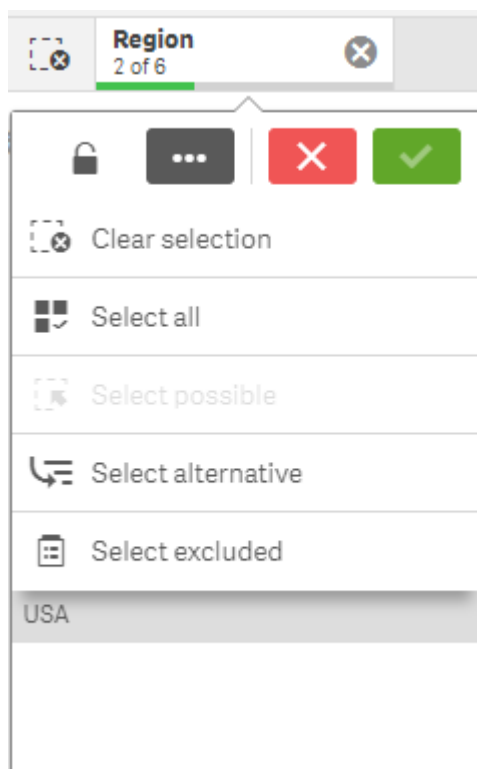 Region
2 of 6
Clear selection
Select all
Select possible
Select alternative
Select excluded
USA